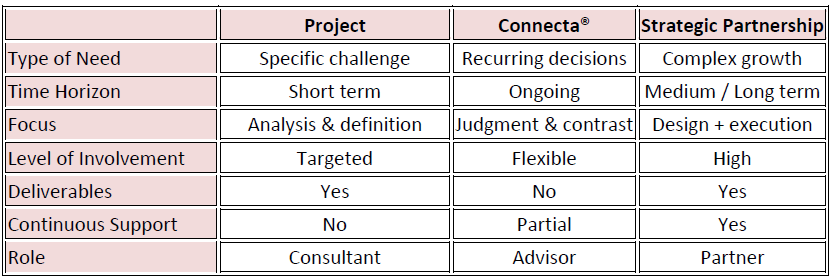 Project Connecta® Strategic Partnership
Type of Need Specific challenge Recurring decisions Complex growth
Time Horizon Short term Ongoing Medium / Long term
Focus Analysis & definition Judgment & contrast Design + execution
Level of Involvement Targeted Flexible High
Deliverables Yes No Yes
Continuous Support No Partial Yes
Role Consultant Advisor Partner